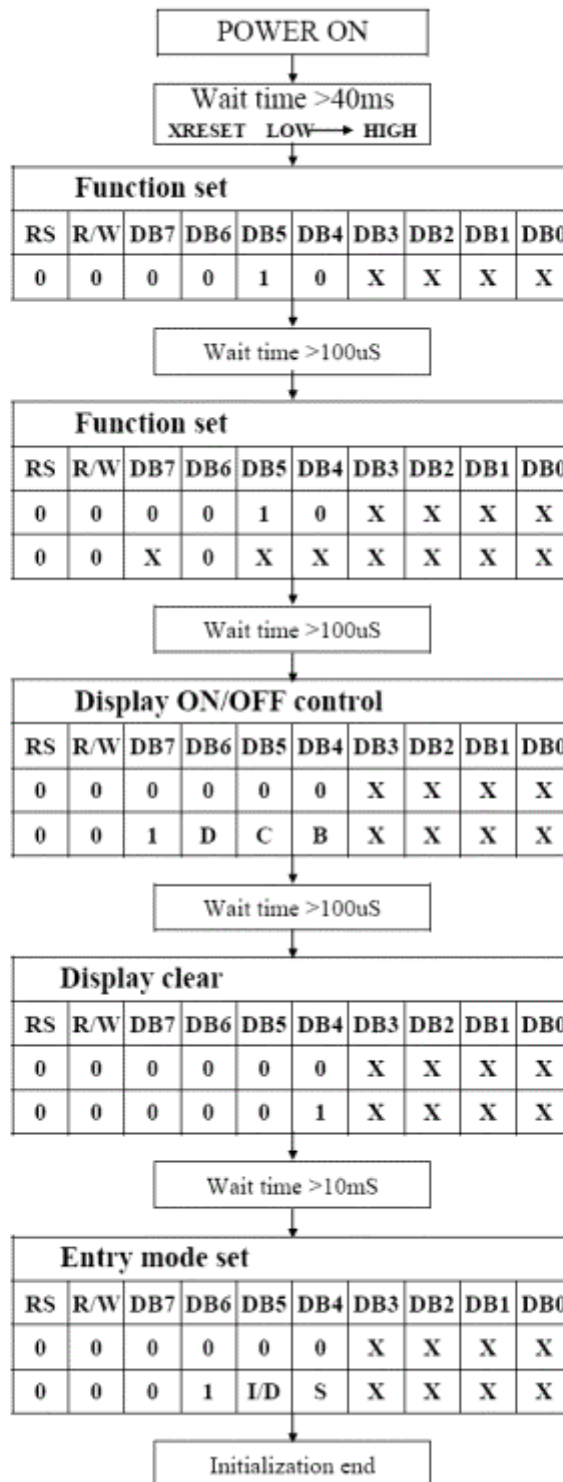 POWER ON
Wait time >40ms
XRESET LOW → HIGH
Function set
RS R/W DB7 DB6 DB5 DB4 DB3 DB2 DB1 DB0
0 0 0 0 1 0 X X X X
Wait time >100uS
Function set
RS R/W DB7 DB6 DB5 DB4 DB3 DB2 DB1 DB0
0 0 0 0 1 0 X X X X
0 0 X 0 X X X X X X
Wait time >100uS
Display ON/OFF control
RS R/W DB7 DB6 DB5 DB4 DB3 DB2 DB1 DB0
0 0 0 0 0 0 X X X X
0 0 1 D C B X X X X
Wait time >100uS
Display clear
RS R/W DB7 DB6 DB5 DB4 DB3 DB2 DB1 DB0
0 0 0 0 0 0 X X X X
0 0 0 0 0 1 X X X X
Wait time >10mS
Entry mode set
RS R/W DB7 DB6 DB5 DB4 DB3 DB2 DB1 DB0
0 0 0 0 0 0 X X X X
0 0 0 1 I/D S X X X X
Initialization end